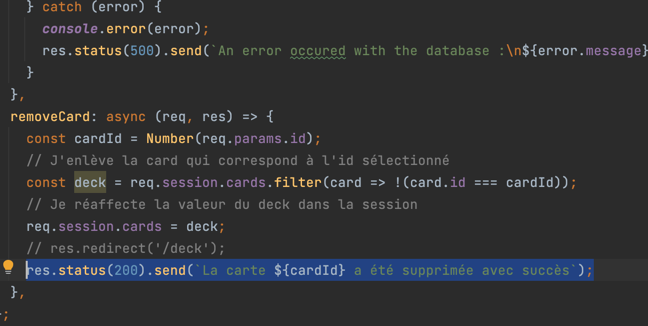 } catch (error) {
console.error(error);
res.status(500).send(`An error occured with the database :\n${error.message}
}
},
removeCard: async (req, res) => {
const cardId = Number(req.params.id);
// J'enlève la card qui correspond à l'id sélectionné
const deck = req.session.cards.filter(card => !(card.id === cardId));
// Je réaffecte la valeur du deck dans la session
req.session.cards = deck;
// res.redirect('/deck');
res.status(200).send(`La carte ${cardId} a été supprimée avec succès`);
},
};